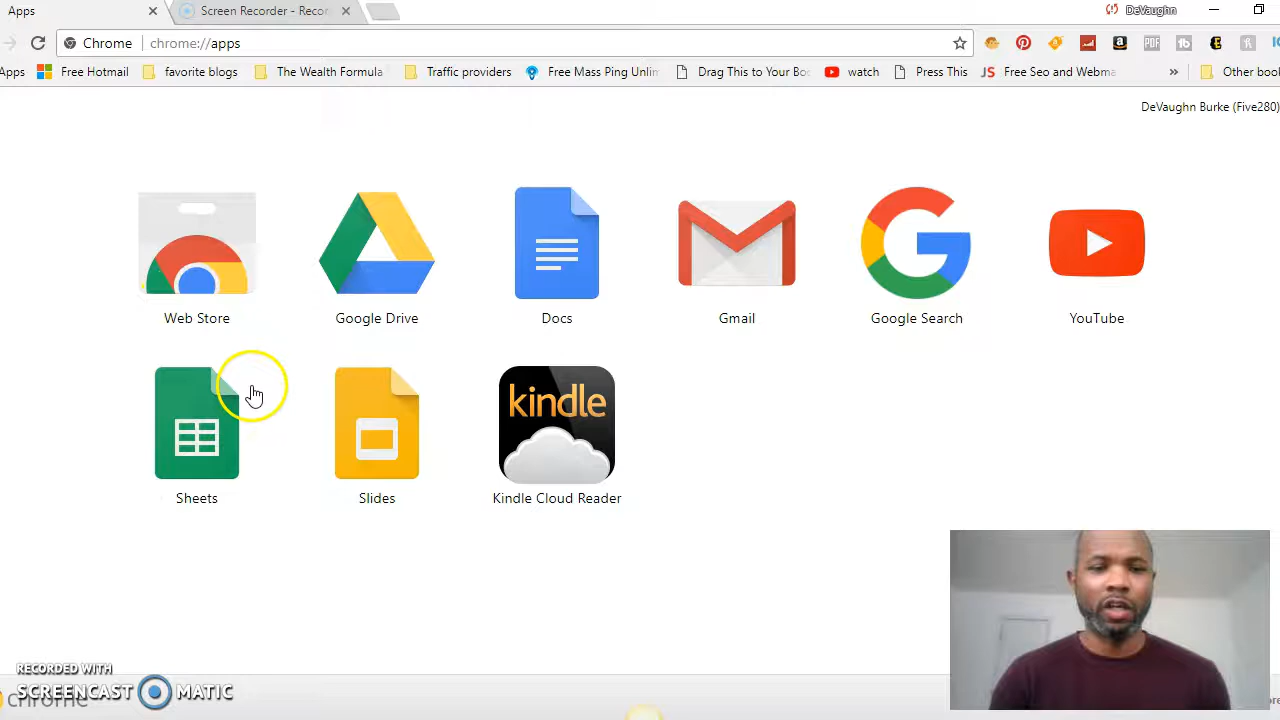 Apps
Screen Recorder - Recor
DeVaughn
Chrome chrome://apps
Apps Free Hotmail favorite blogs The Wealth Formula Traffic providers Free Mass Ping Unlin Drag This to Your Bo watch Press This JS Free Seo and Webma » Other boo
DeVaughn Burke (Five280)
Web Store Google Drive Docs Gmail Google Search YouTube
kindle
Sheets Slides Kindle Cloud Reader
RECORDED WITH
SCREENCAST MATIC
chrome